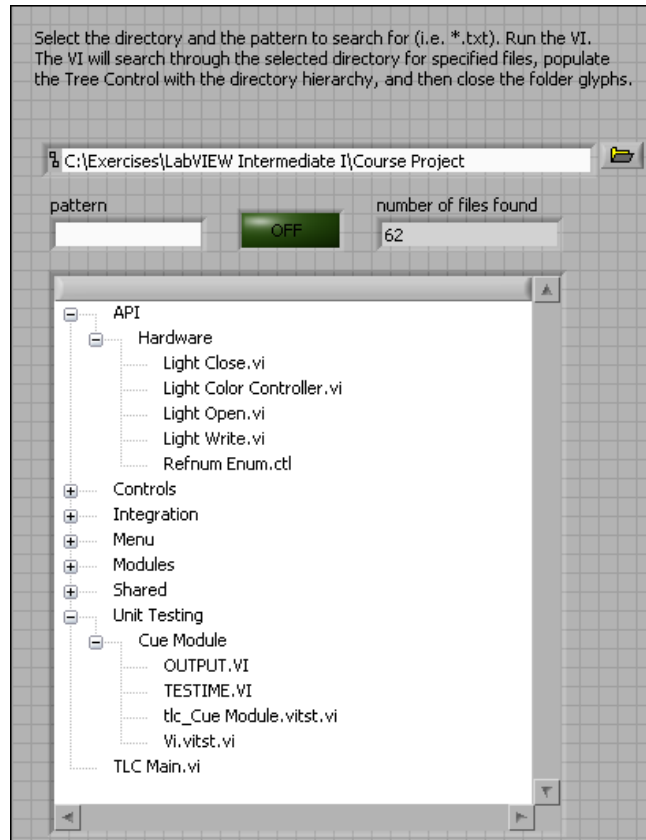 Select the directory and the pattern to search for (i.e. *.txt). Run the VI.
The VI will search through the selected directory for specified files, populate
the Tree Control with the directory hierarchy, and then close the folder glyphs.
C:\Exercises\LabVIEW Intermediate I\Course Project
pattern
OFF
number of files found
62
API
Hardware
Light Close.vi
Light Color Controller.vi
Light Open.vi
Light Write.vi
Refnum Enum.ctl
Controls
Integration
Menu
Modules
Shared
Unit Testing
Cue Module
OUTPUT.VI
TESTIME.VI
tlc_Cue Module.vitst.vi
Vi.vitst.vi
TLC Main.vi